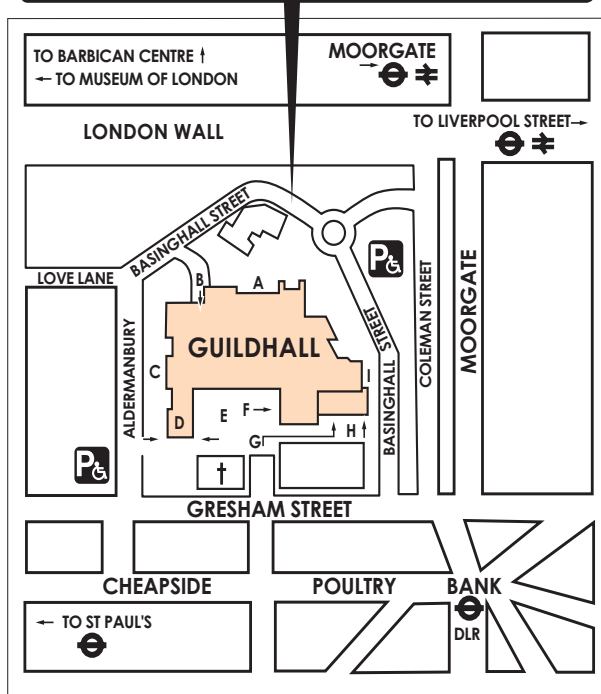 TO BARBICAN CENTRE ↑
← TO MUSEUM OF LONDON
MOORGATE
→
LONDON WALL
TO LIVERPOOL STREET→
BASINGHALL STREET
LOVE LANE
B
A
P
GUILDHALL
STREET
BASINGHALL
COLEMAN STREET
MOORGATE
ALDERMANBURY
C
I
D
E
F →
G
H
P
GRESHAM STREET
CHEAPSIDE
POULTRY
BANK
DLR
← TO ST PAUL'S